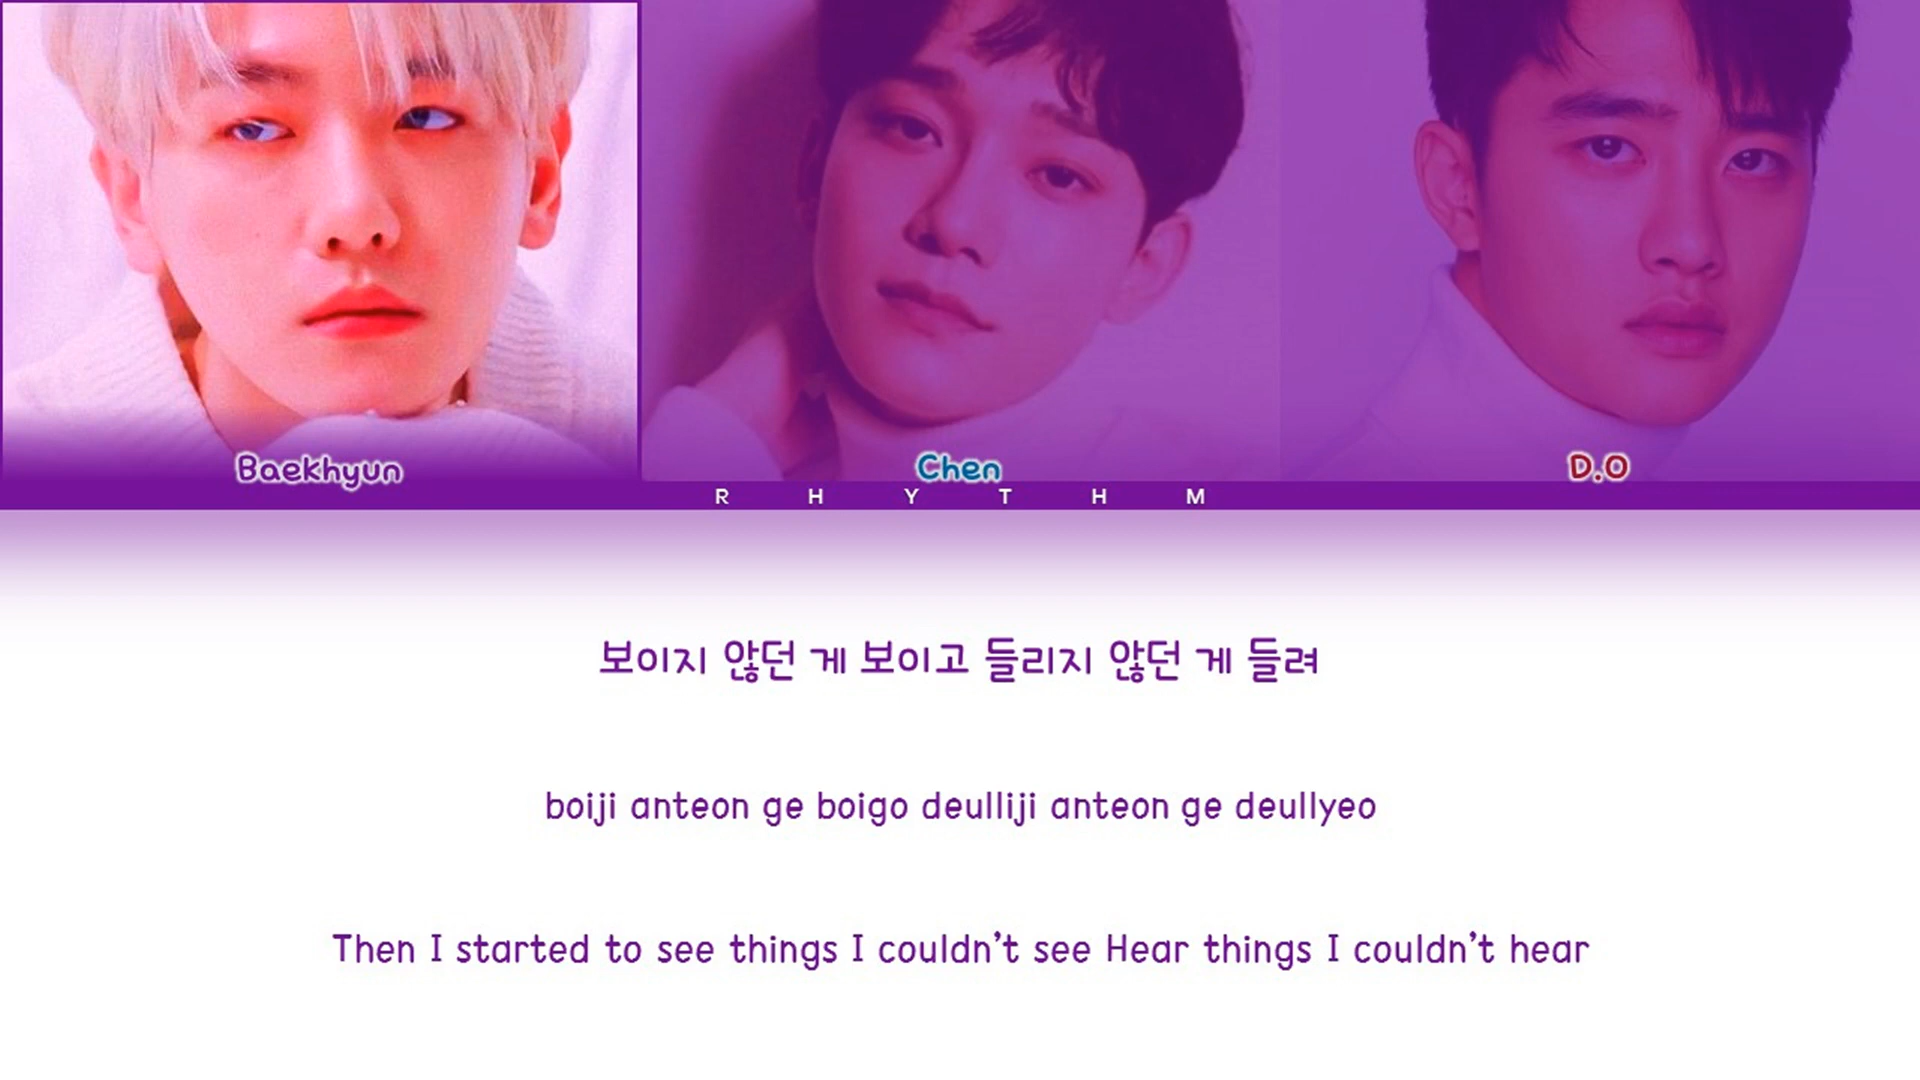 Baekhyun
Chen
D.O
RHYTHM
보이지 않던 게 보이고 들리지 않던 게 들려
boiji anteon ge boigo deulliji anteon ge deullyeo
Then I started to see things I couldn't see Hear things I couldn't hear